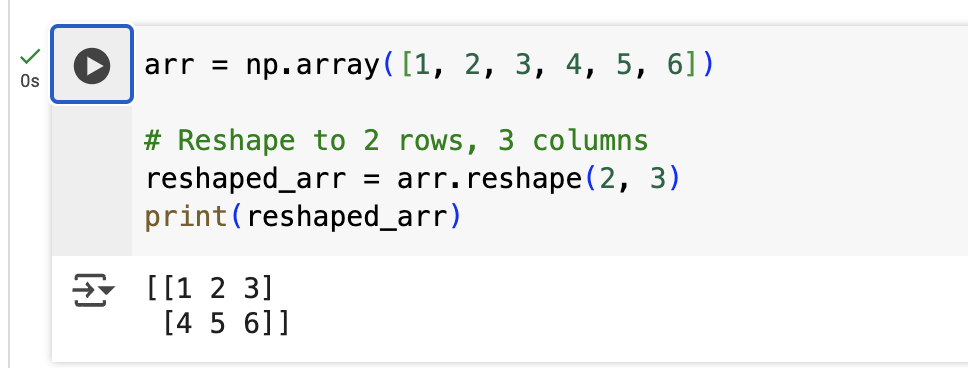 arr = np.array([1, 2, 3, 4, 5, 6])
0s
# Reshape to 2 rows, 3 columns
reshaped_arr = arr.reshape(2, 3)
print(reshaped_arr)
[[1 2 3]
 [4 5 6]]